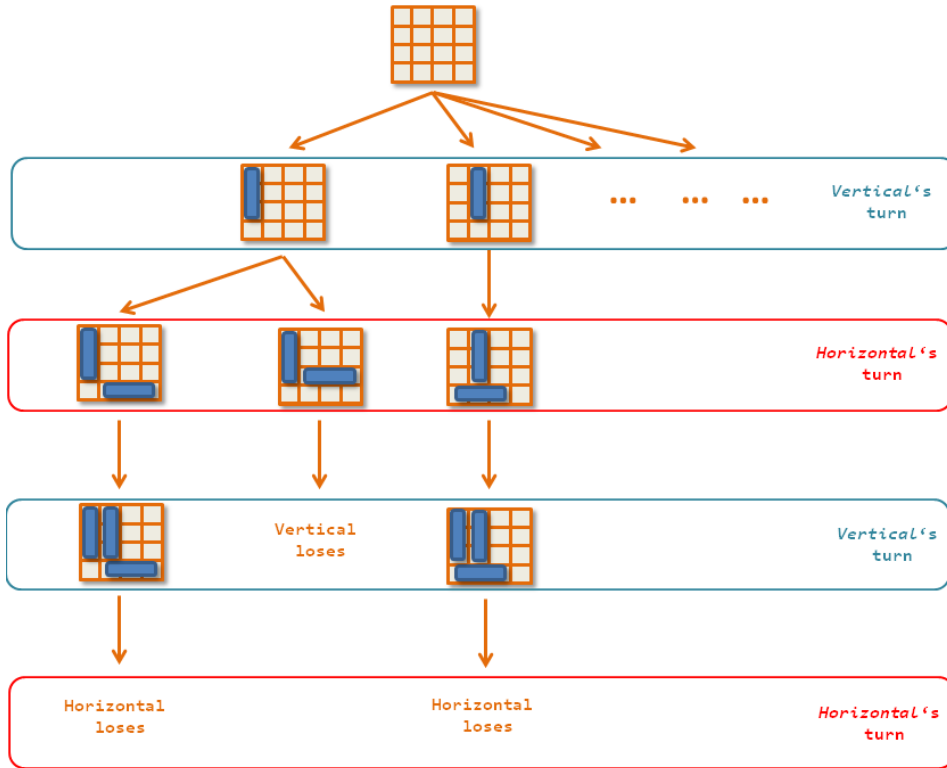 ... ... ...
Vertical‘s
turn
Horizontal‘s
turn
Vertical
loses
Vertical‘s
turn
Horizontal
loses
Horizontal
loses
Horizontal‘s
turn